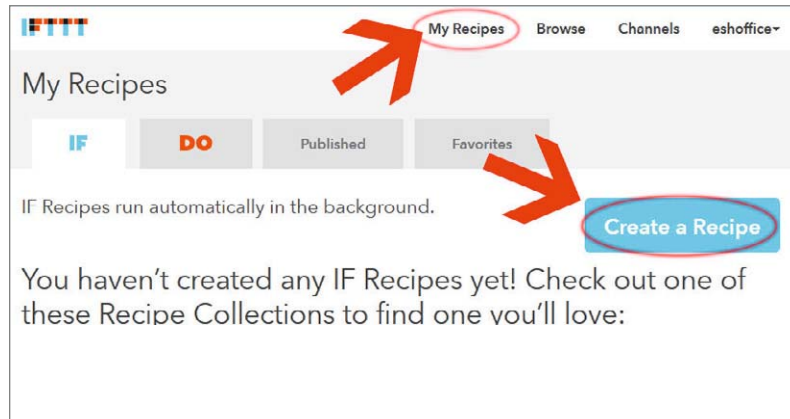 IFTTT
My Recipes Browse Channels eshoffice
My Recipes
IF DO Published Favorites
IF Recipes run automatically in the background.
Create a Recipe
You haven't created any IF Recipes yet! Check out one of
these Recipe Collections to find one you'll love: